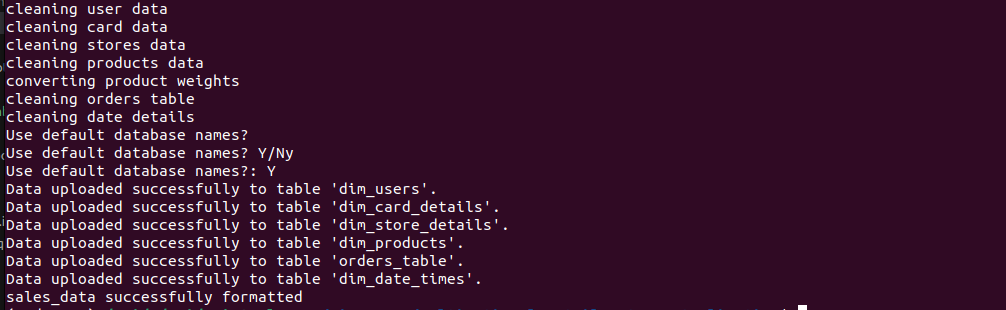 cleaning user data
cleaning card data
cleaning stores data
cleaning products data
converting product weights
cleaning orders table
cleaning date details
Use default database names?
Use default database names? Y/Ny
Use default database names?: Y
Data uploaded successfully to table 'dim_users'.
Data uploaded successfully to table 'dim_card_details'.
Data uploaded successfully to table 'dim_store_details'.
Data uploaded successfully to table 'dim_products'.
Data uploaded successfully to table 'orders_table'.
Data uploaded successfully to table 'dim_date_times'.
sales_data successfully formatted